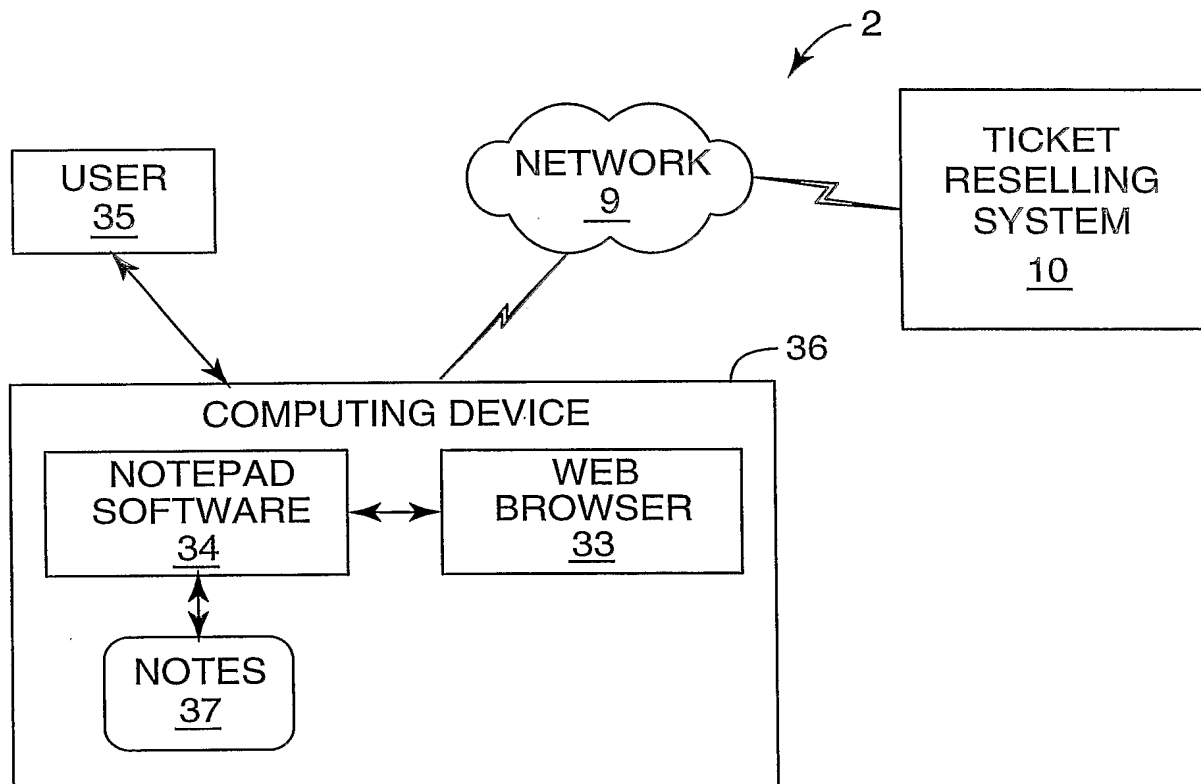 2
USER
35
NETWORK
9
TICKET
RESELLING
SYSTEM
10
36
COMPUTING DEVICE
NOTEPAD
SOFTWARE
34
WEB
BROWSER
33
NOTES
37